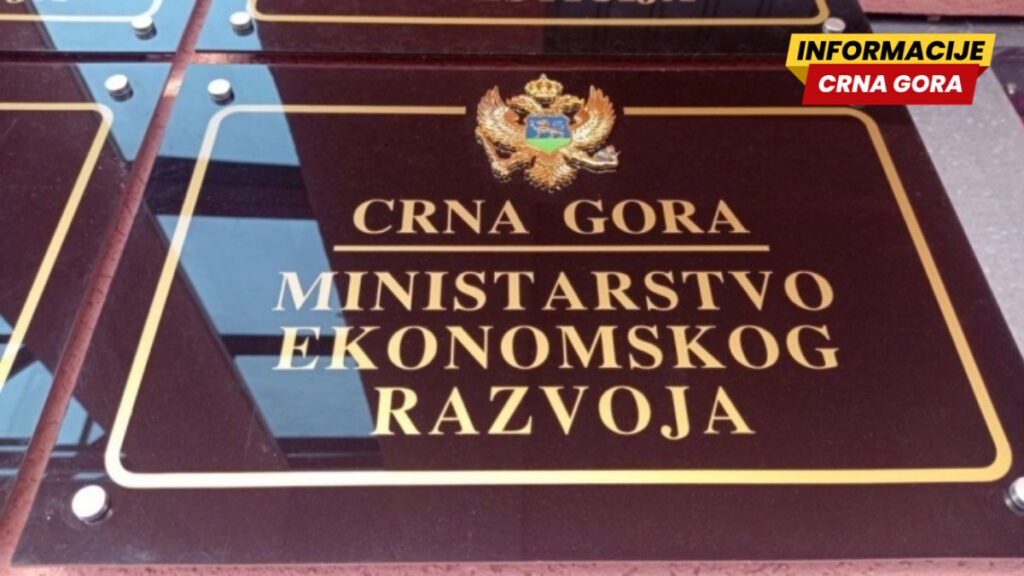 INFORMACIJE
CRNA GORA
CRNA GORA
MINISTARSTVO
EKONOMSKOG
RAZVOJA